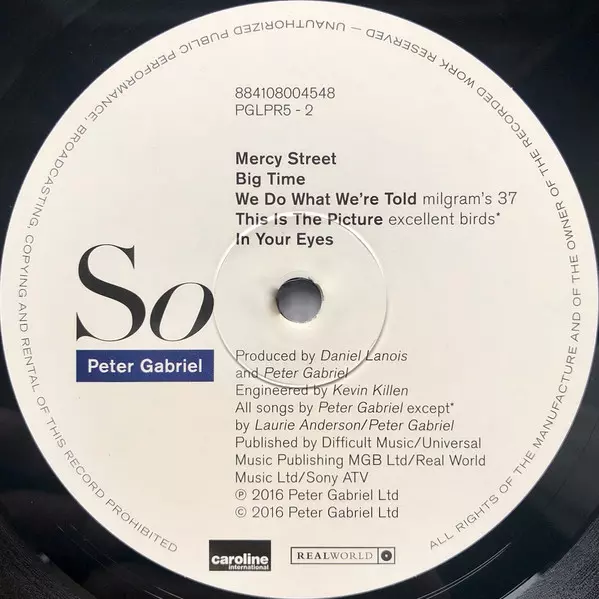 UNAUTHORIZED PUBLIC PERFORMANCE, BROADCASTING, COPYING AND RENTAL OF THIS RECORD PROHIBITED
ALL RIGHTS OF THE MANUFACTURE AND OF THE OWNER OF THE RECORDED WORK RESERVED —
884108004548
PGLPR5 - 2
Mercy Street
Big Time
We Do What We're Told milgram's 37
This Is The Picture excellent birds*
In Your Eyes
So
Peter Gabriel
Produced by Daniel Lanois
and Peter Gabriel
Engineered by Kevin Killen
All songs by Peter Gabriel except*
by Laurie Anderson/Peter Gabriel
Published by Difficult Music/Universal
Music Publishing MGB Ltd/Real World
Music Ltd/Sony ATV
℗ 2016 Peter Gabriel Ltd
© 2016 Peter Gabriel Ltd
caroline
international
REALWORLD